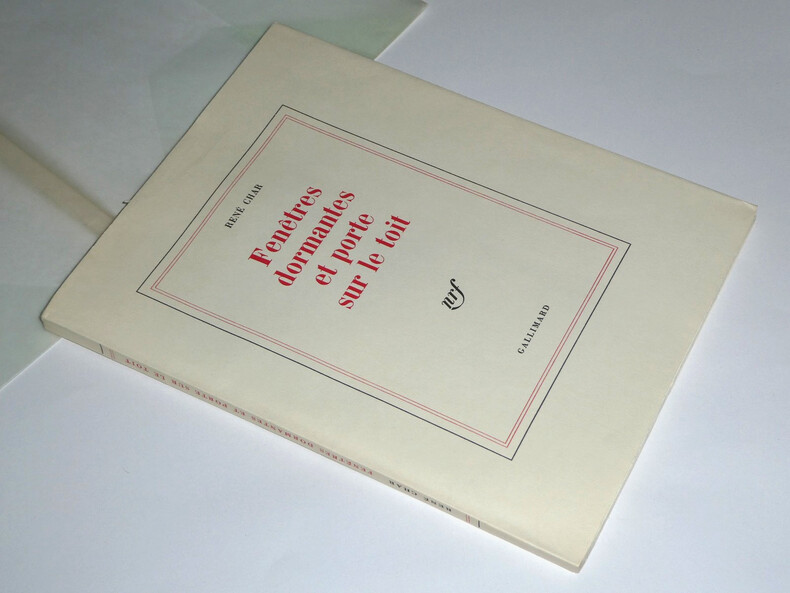 RENÉ CHAR
Fenêtres
dormantes
et porte
sur le toit
nrf
GALLIMARD
RENÉ CHAR FENÊTRES DORMANTES ET PORTE SUR LE TOIT